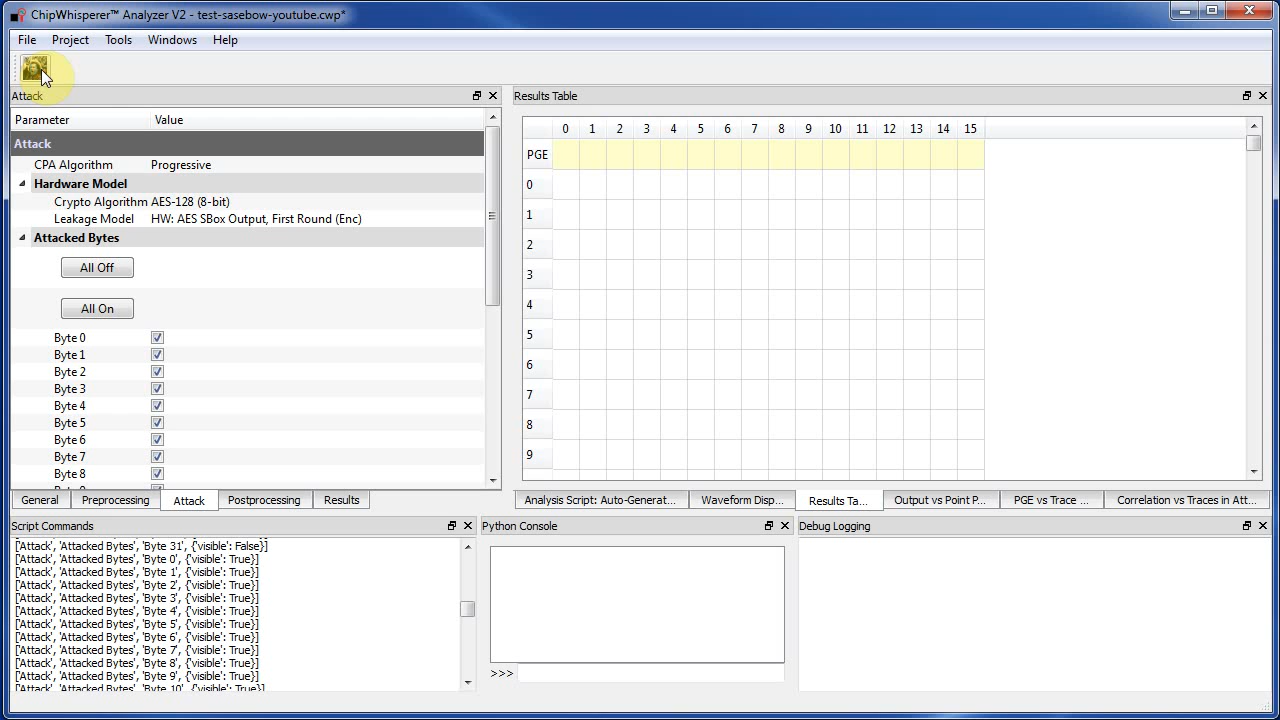 ChipWhisperer™ Analyzer V2 - test-sasebow-youtube.cwp*
File Project Tools Windows Help
Attack
Parameter Value
Attack
CPA Algorithm Progressive
Hardware Model
Crypto Algorithm AES-128 (8-bit)
Leakage Model HW: AES SBox Output, First Round (Enc)
Attacked Bytes
All Off
All On
Byte 0
Byte 1
Byte 2
Byte 3
Byte 4
Byte 5
Byte 6
Byte 7
Byte 8
General Preprocessing Attack Postprocessing Results
Results Table
0 1 2 3 4 5 6 7 8 9 10 11 12 13 14 15
PGE
0
1
2
3
4
5
6
7
8
9
Analysis Script: Auto-Generat... Waveform Disp... Results Ta... Output vs Point P... PGE vs Trace ... Correlation vs Traces in Att...
Script Commands
['Attack', 'Attacked Bytes', 'Byte 31', {'visible': False}]
['Attack', 'Attacked Bytes', 'Byte 0', {'visible': True}]
['Attack', 'Attacked Bytes', 'Byte 1', {'visible': True}]
['Attack', 'Attacked Bytes', 'Byte 2', {'visible': True}]
['Attack', 'Attacked Bytes', 'Byte 3', {'visible': True}]
['Attack', 'Attacked Bytes', 'Byte 4', {'visible': True}]
['Attack', 'Attacked Bytes', 'Byte 5', {'visible': True}]
['Attack', 'Attacked Bytes', 'Byte 6', {'visible': True}]
['Attack', 'Attacked Bytes', 'Byte 7', {'visible': True}]
['Attack', 'Attacked Bytes', 'Byte 8', {'visible': True}]
['Attack', 'Attacked Bytes', 'Byte 9', {'visible': True}]
['Attack', 'Attacked Bytes', 'Byte 10', {'visible': True}]
Python Console
>>>
Debug Logging